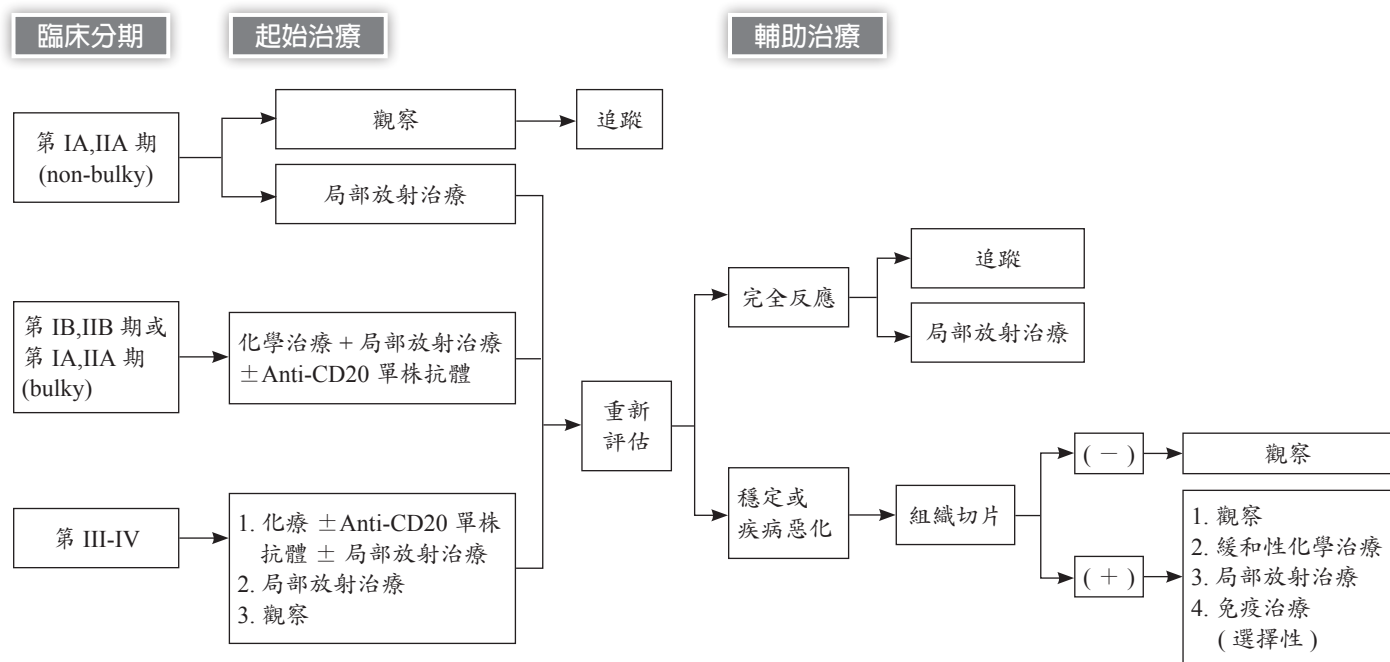 臨床分期
起始治療
輔助治療
第 IA,IIA 期
(non-bulky)
觀察
追蹤
局部放射治療
第 IB,IIB 期或
第 IA,IIA 期
(bulky)
化學治療 + 局部放射治療
±Anti-CD20 單株抗體
第 III-IV
1. 化療 ±Anti-CD20 單株
抗體 ± 局部放射治療
2. 局部放射治療
3. 觀察
重新
評估
完全反應
追蹤
局部放射治療
穩定或
疾病惡化
組織切片
( － )
觀察
( ＋ )
1. 觀察
2. 緩和性化學治療
3. 局部放射治療
4. 免疫治療
( 選擇性 )